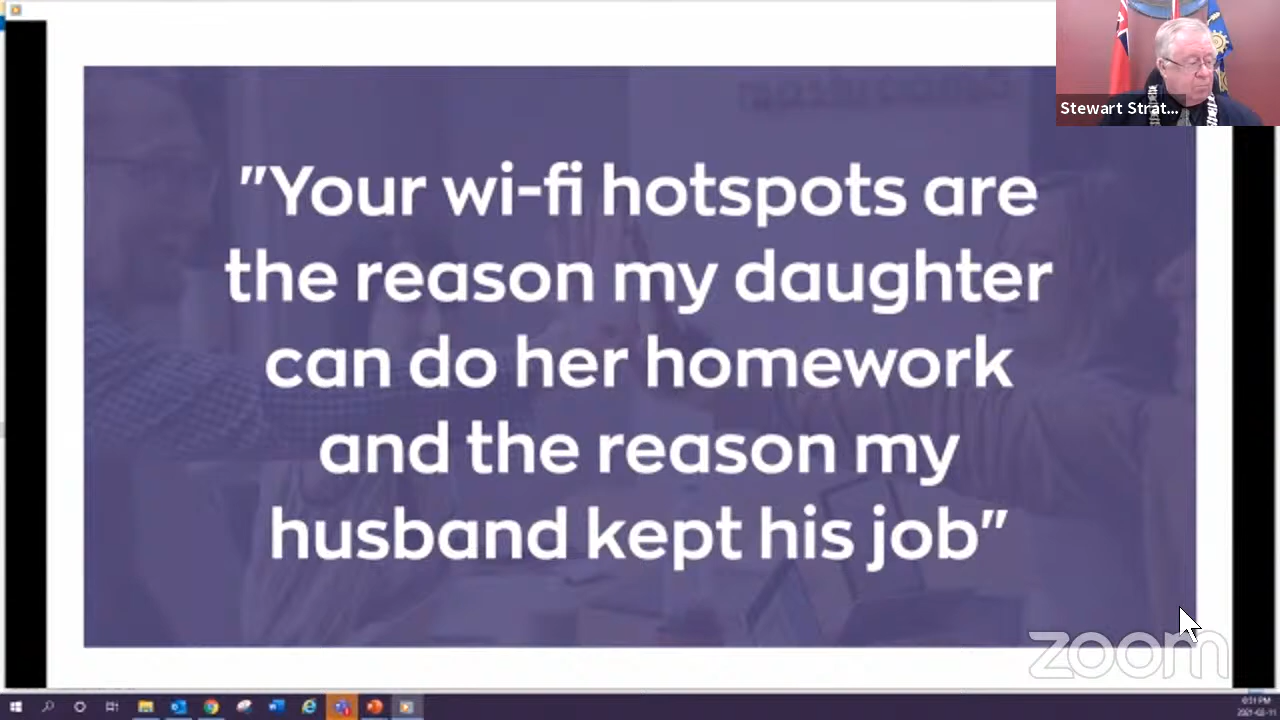 Stewart Strat...
"Your wi-fi hotspots are
the reason my daughter
can do her homework
and the reason my
husband kept his job"
zoom